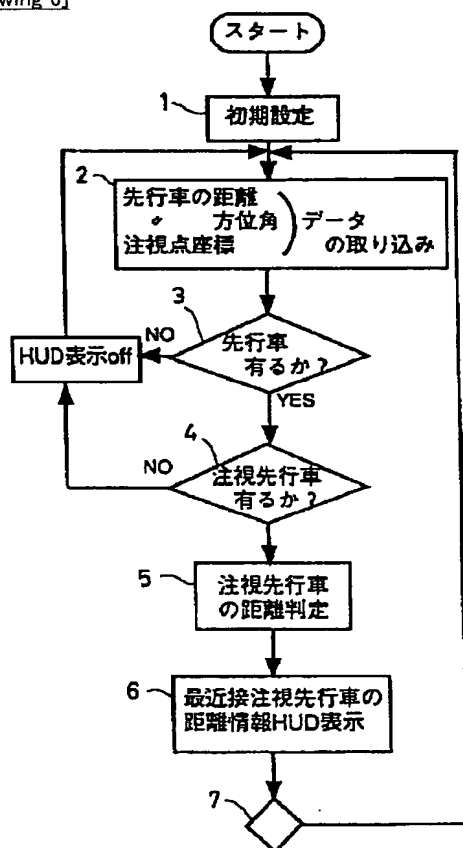 wing 6]
スタート
1
初期設定
2
先行車の距離
〃 方位角
注視点座標
データ
の取り込み
3
先行車
有るか?
NO
HUD表示off
YES
4
注視先行車
有るか?
NO
5
注視先行車
の距離判定
6
最近接注視先行車の
距離情報HUD表示
7